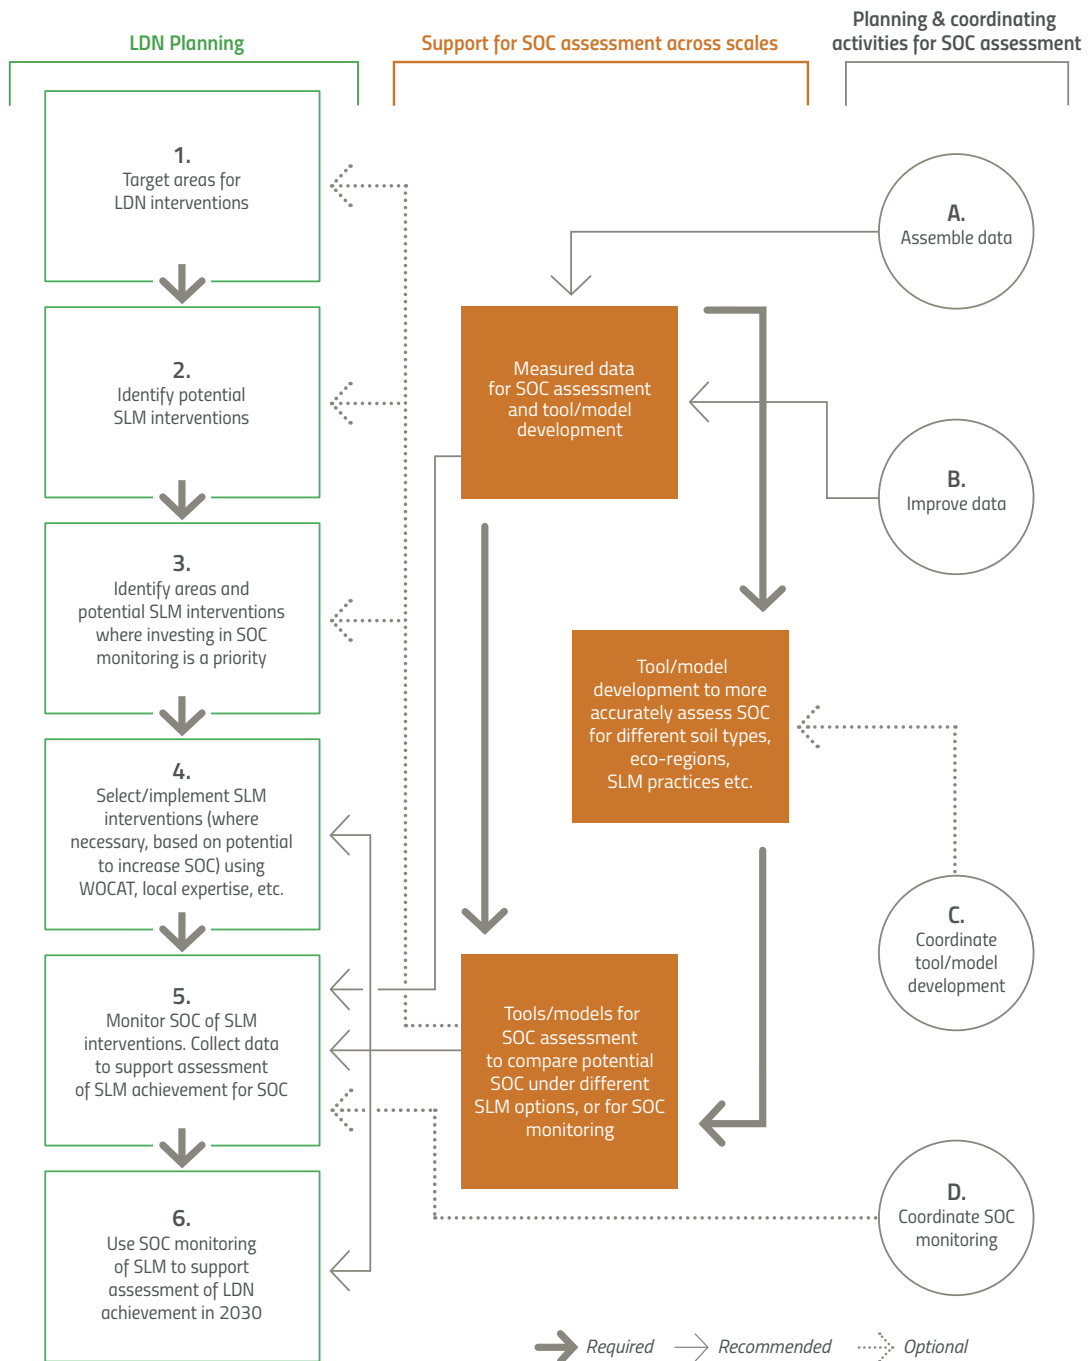 LDN Planning
Support for SOC assessment across scales
Planning & coordinating
activities for SOC assessment
1.
Target areas for
LDN interventions
2.
Identify potential
SLM interventions
3.
Identify areas and
potential SLM interventions
where investing in SOC
monitoring is a priority
4.
Select/implement SLM
interventions (where
necessary, based on potential
to increase SOC) using
WOCAT, local expertise, etc.
5.
Monitor SOC of SLM
interventions. Collect data
to support assessment
of SLM achievement for SOC
6.
Use SOC monitoring
of SLM to support
assessment of LDN
achievement in 2030
Measured data
for SOC assessment
and tool/model
development
Tool/model
development to more
accurately assess SOC
for different soil types,
eco-regions,
SLM practices etc.
Tools/models for
SOC assessment
to compare potential
SOC under different
SLM options, or for SOC
monitoring
A.
Assemble data
B.
Improve data
C.
Coordinate
tool/model
development
D.
Coordinate SOC
monitoring
Required
Recommended
Optional